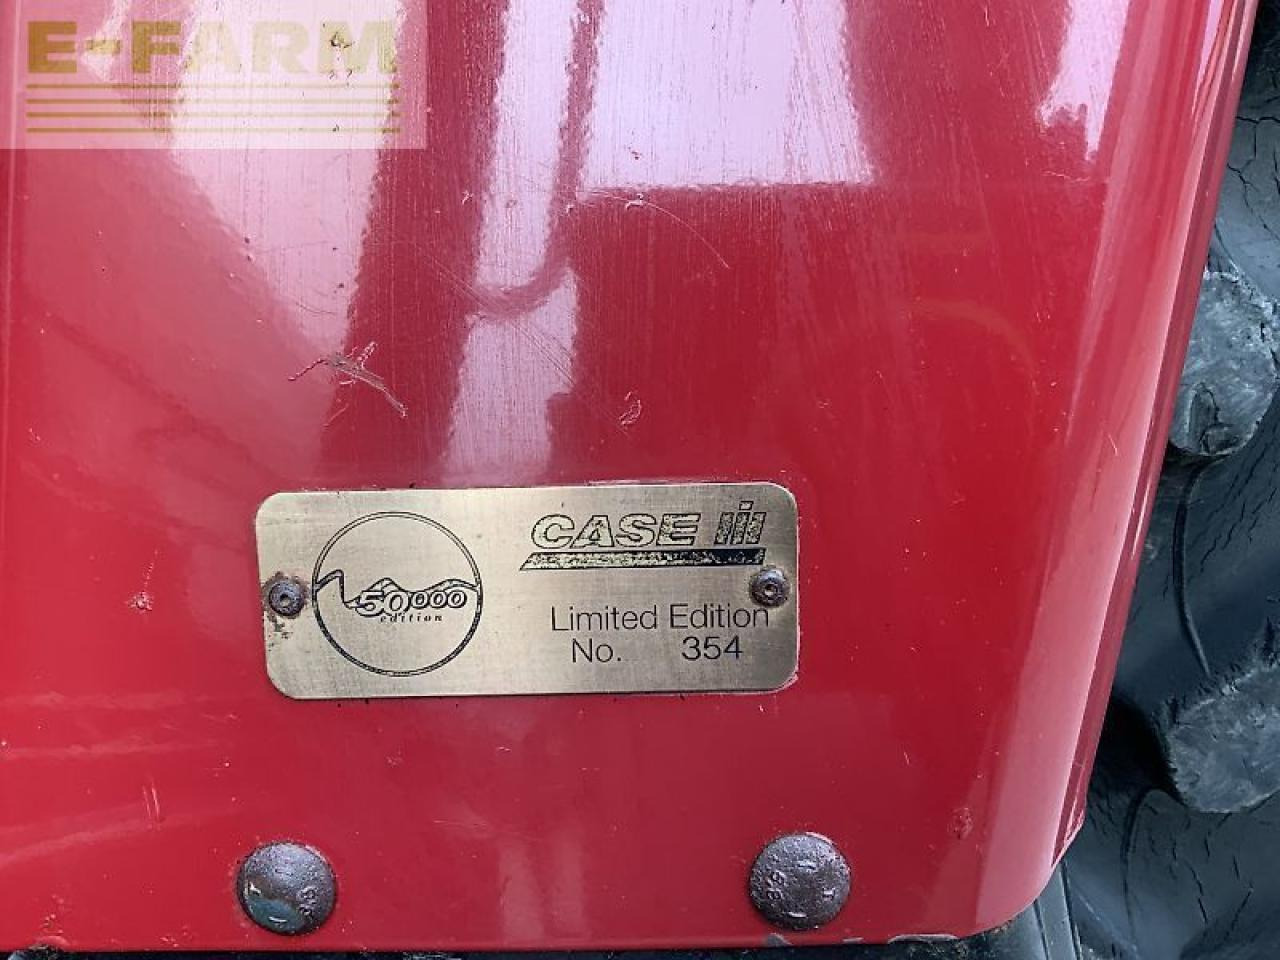 E-FARM
50000
edition
CASE IH
Limited Edition
No. 354